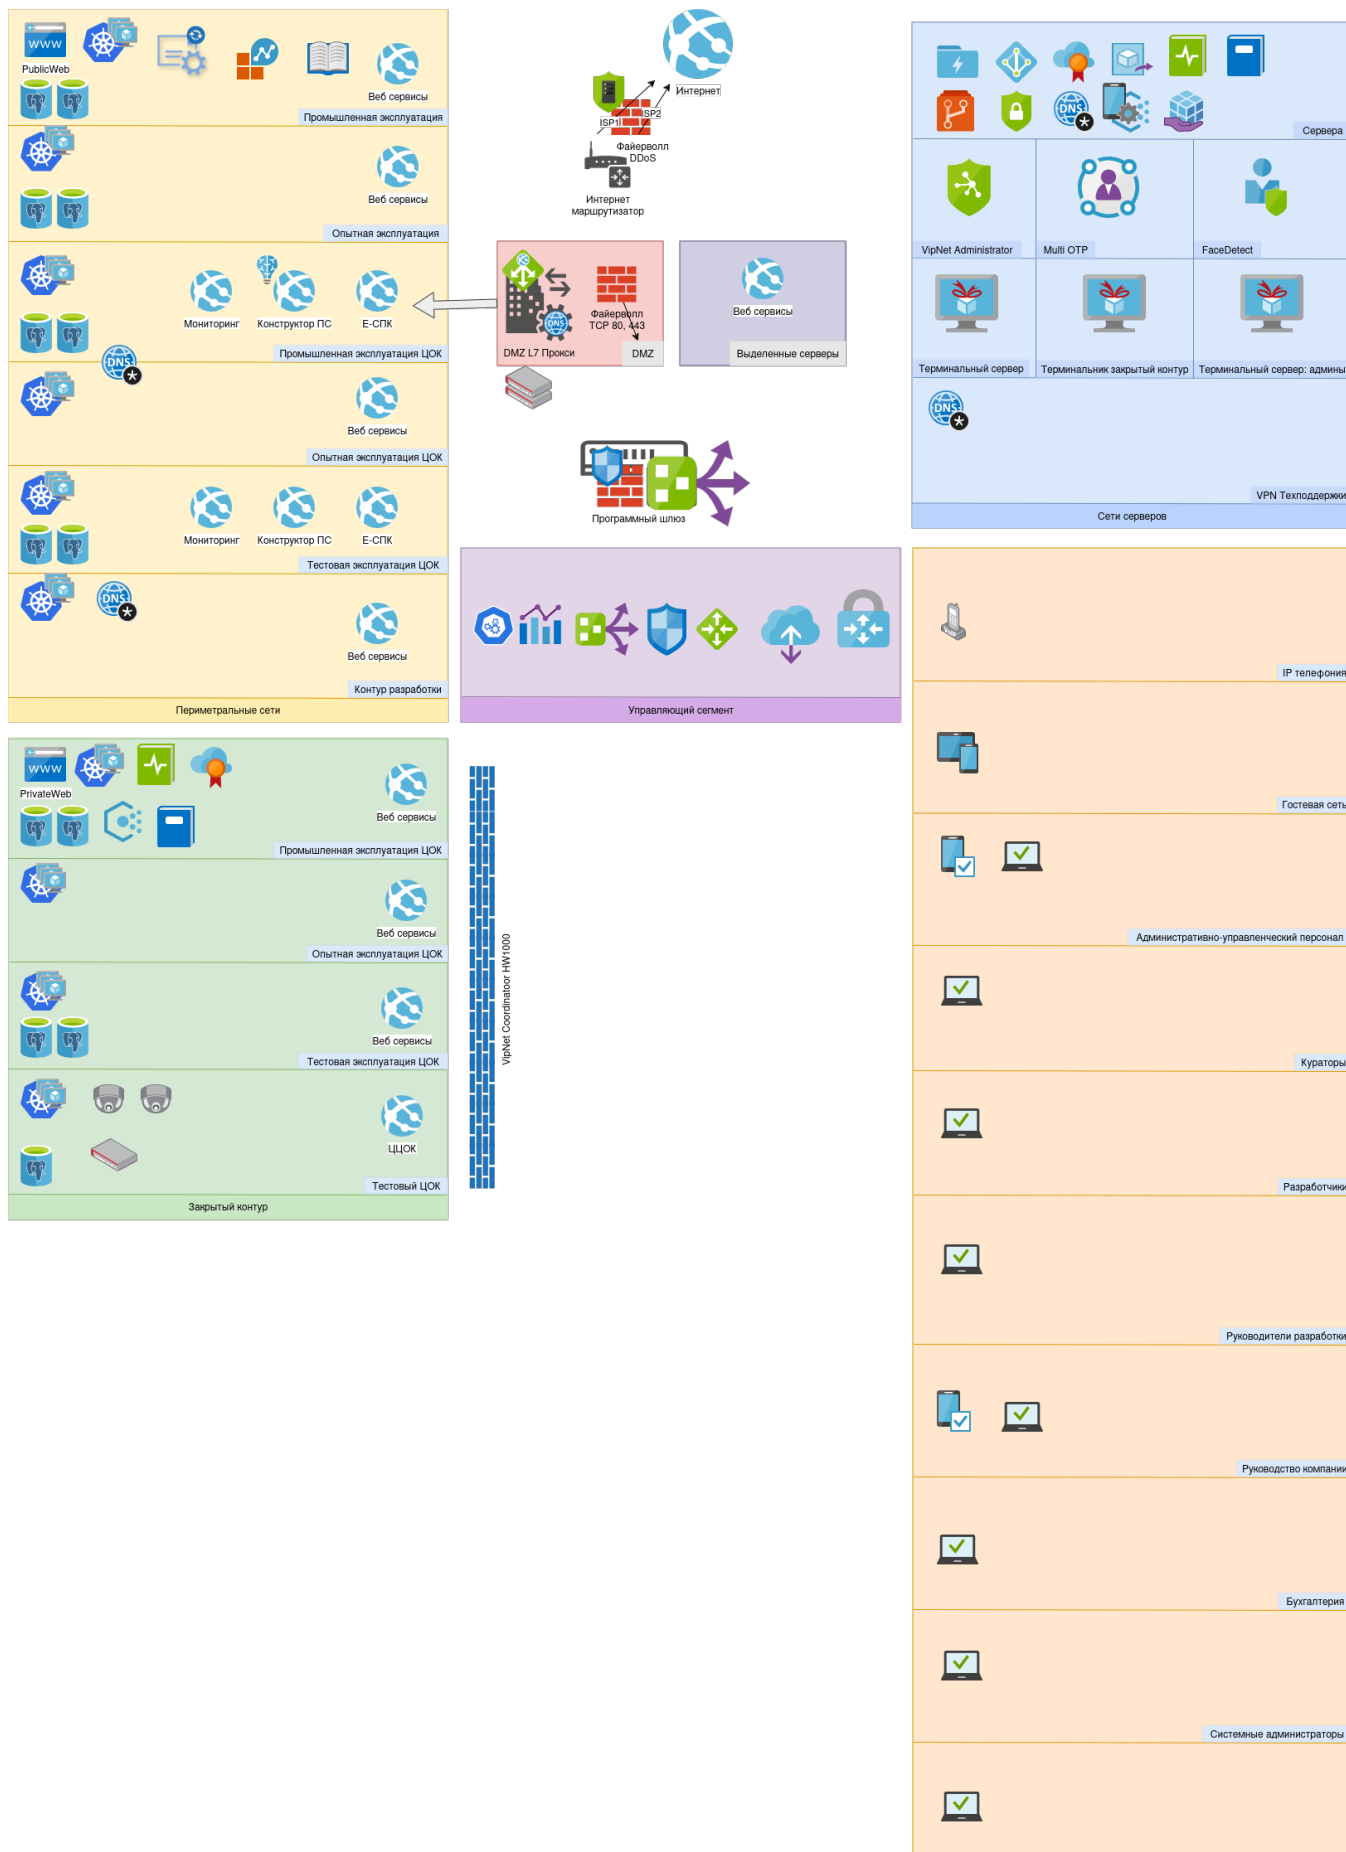 WWW
PublicWeb
Веб сервисы
Промышленная эксплуатация
Веб сервисы
Опытная эксплуатация
Мониторинг
Конструктор ПС
Е-СПК
Промышленная эксплуатация ЦОК
DNS
Веб сервисы
Опытная эксплуатация ЦОК
Мониторинг
Конструктор ПС
Е-СПК
Тестовая эксплуатация ЦОК
DNS
Веб сервисы
Контур разработки
Периметральные сети
Интернет
ISP1
ISP2
Файерволл
DDoS
Интернет
маршрутизатор
DNS
Файерволл
TCP 80, 443
DMZ L7 Прокси
DMZ
Веб сервисы
Выделенные серверы
Программный шлюз
Управляющий сегмент
DNS
Сервера
VipNet Administrator
Multi OTP
FaceDetect
Терминальный сервер
Терминальник закрытый контур
Терминальный сервер: админы
DNS
VPN Техподдержки
Сети серверов
WWW
PrivateWeb
Веб сервисы
Промышленная эксплуатация ЦОК
Веб сервисы
Опытная эксплуатация ЦОК
Веб сервисы
Тестовая эксплуатация ЦОК
ЦЦОК
Тестовый ЦОК
Закрытый контур
VipNet Coordinatoor HW1000
IP телефония
Гостевая сеть
Административно-управленческий персонал
Кураторы
Разработчики
Руководители разработки
Руководство компании
Бухгалтерия
Системные администраторы